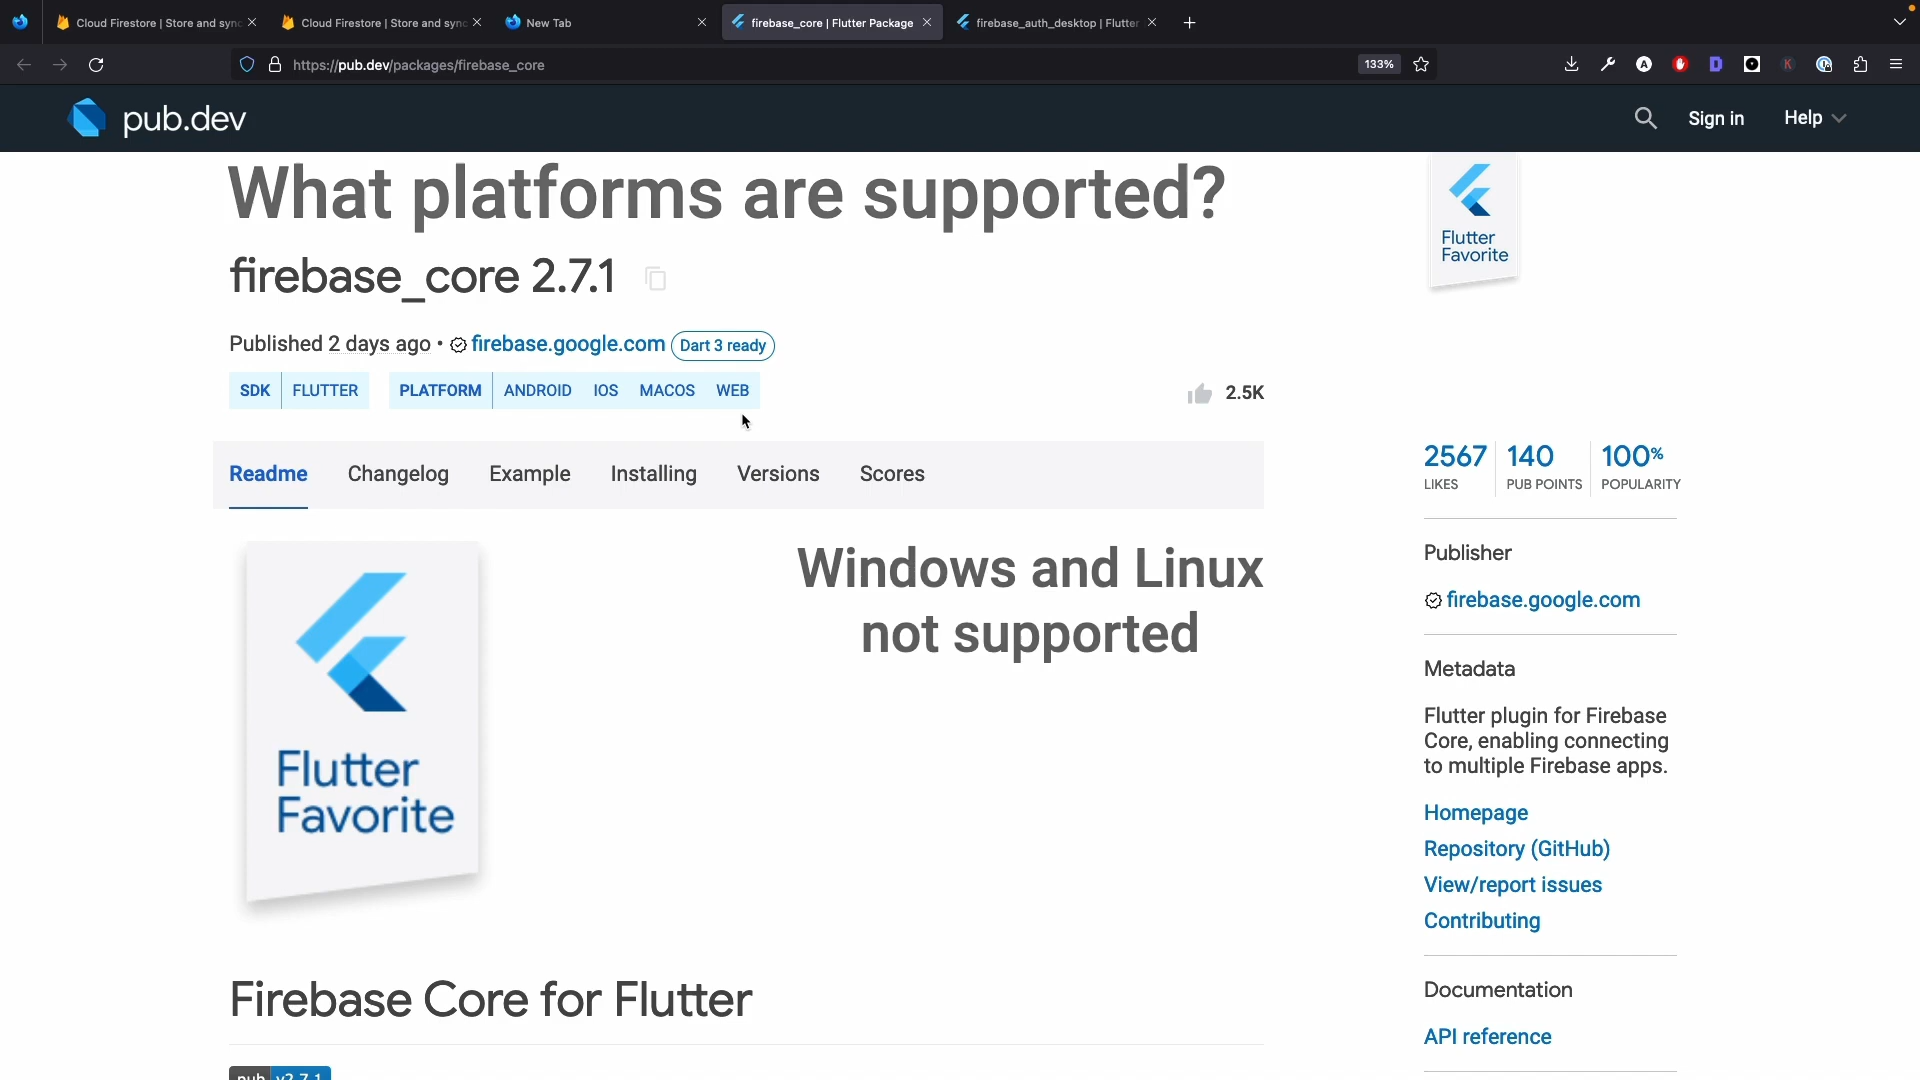 Cloud Firestore | Store and sync
Cloud Firestore | Store and sync
New Tab
firebase_core | Flutter Package
firebase_auth_desktop | Flutter
https://pub.dev/packages/firebase_core
133%
pub.dev
Sign in
Help
What platforms are supported?
Flutter
Favorite
firebase_core 2.7.1
Published 2 days ago • firebase.google.com Dart 3 ready
SDK FLUTTER PLATFORM ANDROID IOS MACOS WEB
2.5K
Readme Changelog Example Installing Versions Scores
2567 140 100%
LIKES PUB POINTS POPULARITY
Windows and Linux
not supported
Flutter
Favorite
Publisher
firebase.google.com
Metadata
Flutter plugin for Firebase
Core, enabling connecting
to multiple Firebase apps.
Homepage
Repository (GitHub)
View/report issues
Contributing
Firebase Core for Flutter
Documentation
API reference
pub v2.7.1